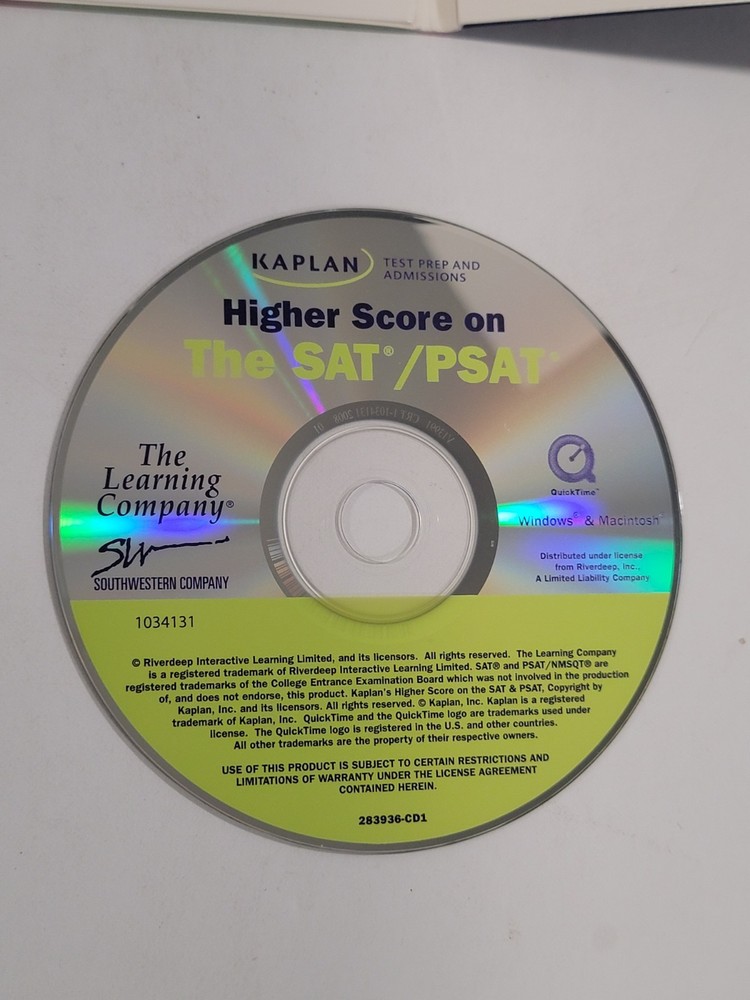 KAPLAN TEST PREP AND
ADMISSIONS
Higher Score on
The SAT®/PSAT
The
Learning
Company®
SOUTHWESTERN COMPANY
QuickTime™
Windows® & Macintosh®
Distributed under license
from Riverdeep, Inc.,
A Limited Liability Company
1034131
© Riverdeep Interactive Learning Limited, and its licensors. All rights reserved. The Learning Company
is a registered trademark of Riverdeep Interactive Learning Limited. SAT® and PSAT/NMSQT® are
registered trademarks of the College Entrance Examination Board which was not involved in the production
of, and does not endorse, this product. Kaplan's Higher Score on the SAT & PSAT, Copyright by
Kaplan, Inc. and its licensors. All rights reserved. © Kaplan, Inc. Kaplan is a registered
trademark of Kaplan, Inc. QuickTime and the QuickTime logo are trademarks used under
license. The QuickTime logo is registered in the U.S. and other countries.
All other trademarks are the property of their respective owners.
USE OF THIS PRODUCT IS SUBJECT TO CERTAIN RESTRICTIONS AND
LIMITATIONS OF WARRANTY UNDER THE LICENSE AGREEMENT
CONTAINED HEREIN.
283936-CD1